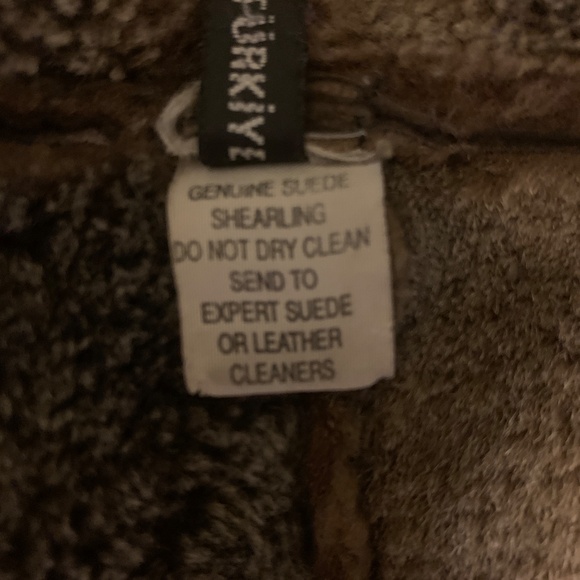 TÜRKİYE
GENUINE SUEDE
SHEARLING
DO NOT DRY CLEAN
SEND TO
EXPERT SUEDE
OR LEATHER
CLEANERS